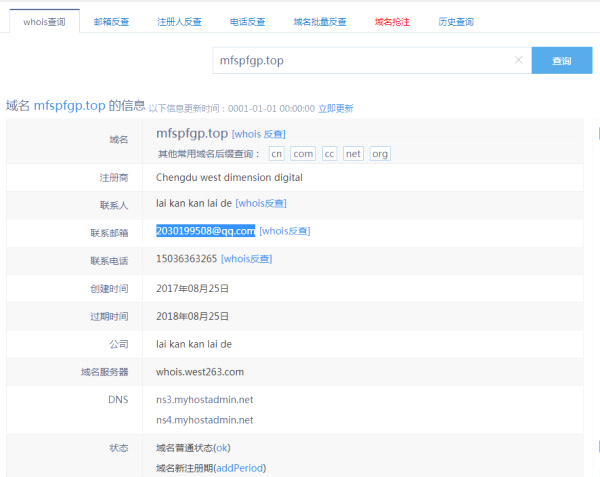 whois查询 邮箱反查 注册人反查 电话反查 域名批量反查 域名抢注 历史查询
mfspfgp.top × 查询
域名 mfspfgp.top 的信息 以下信息更新时间：0001-01-01 00:00:00 立即更新
域名 mfspfgp.top [whois 反查]
其他常用域名后缀查询： cn com cc net org
注册商 Chengdu west dimension digital
联系人 lai kan kan lai de [whois反查]
联系邮箱 2030199508@qq.com [whois反查]
联系电话 15036363265 [whois反查]
创建时间 2017年08月25日
过期时间 2018年08月25日
公司 lai kan kan lai de
域名服务器 whois.west263.com
DNS ns3.myhostadmin.net
ns4.myhostadmin.net
状态 域名普通状态(ok)
域名新注册期(addPeriod)